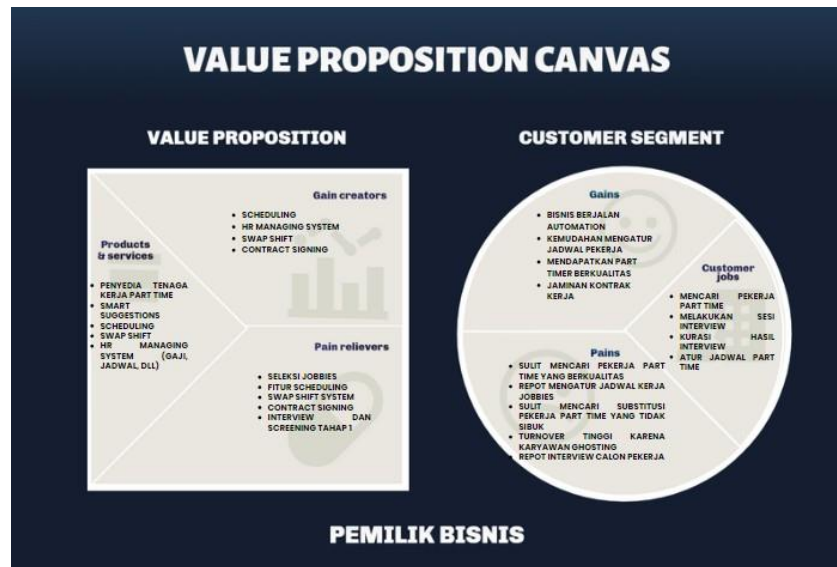 VALUE PROPOSITION CANVAS
VALUE PROPOSITION
Gain creators
• SCHEDULING
• HR MANAGING SYSTEM
• SWAP SHIFT
• CONTRACT SIGNING
Products
& services
• PENYEDIA TENAGA
KERJA PART TIME
• SMART
SUGGESTIONS
• SCHEDULING
• SWAP SHIFT
• HR MANAGING
SYSTEM (GAJI,
JADWAL, DLL)
Pain relievers
• SELEKSI JOBBIES
• FITUR SCHEDULING
• SWAP SHIFT SYSTEM
• CONTRACT SIGNING
• INTERVIEW DAN
SCREENING TAHAP 1
CUSTOMER SEGMENT
Gains
• BISNIS BERJALAN
AUTOMATION
• KEMUDAHAN MENGATUR
JADWAL PEKERJA
• MENDAPATKAN PART
TIMER BERKUALITAS
• JAMINAN KONTRAK
KERJA
Customer
jobs
• MENCARI PEKERJA
PART TIME
• MELAKUKAN SESI
INTERVIEW
• KURASI HASIL
INTERVIEW
• ATUR JADWAL PART
TIME
Pains
• SULIT MENCARI PEKERJA PART
TIME YANG BERKUALITAS
• REPOT MENGATUR JADWAL KERJA
JOBBIES
• SULIT MENCARI SUBSTITUSI
PEKERJA PART TIME YANG TIDAK
SIBUK
• TURNOVER TINGGI KARENA
KARYAWAN GHOSTING
• REPOT INTERVIEW CALON PEKERJA
PEMILIK BISNIS